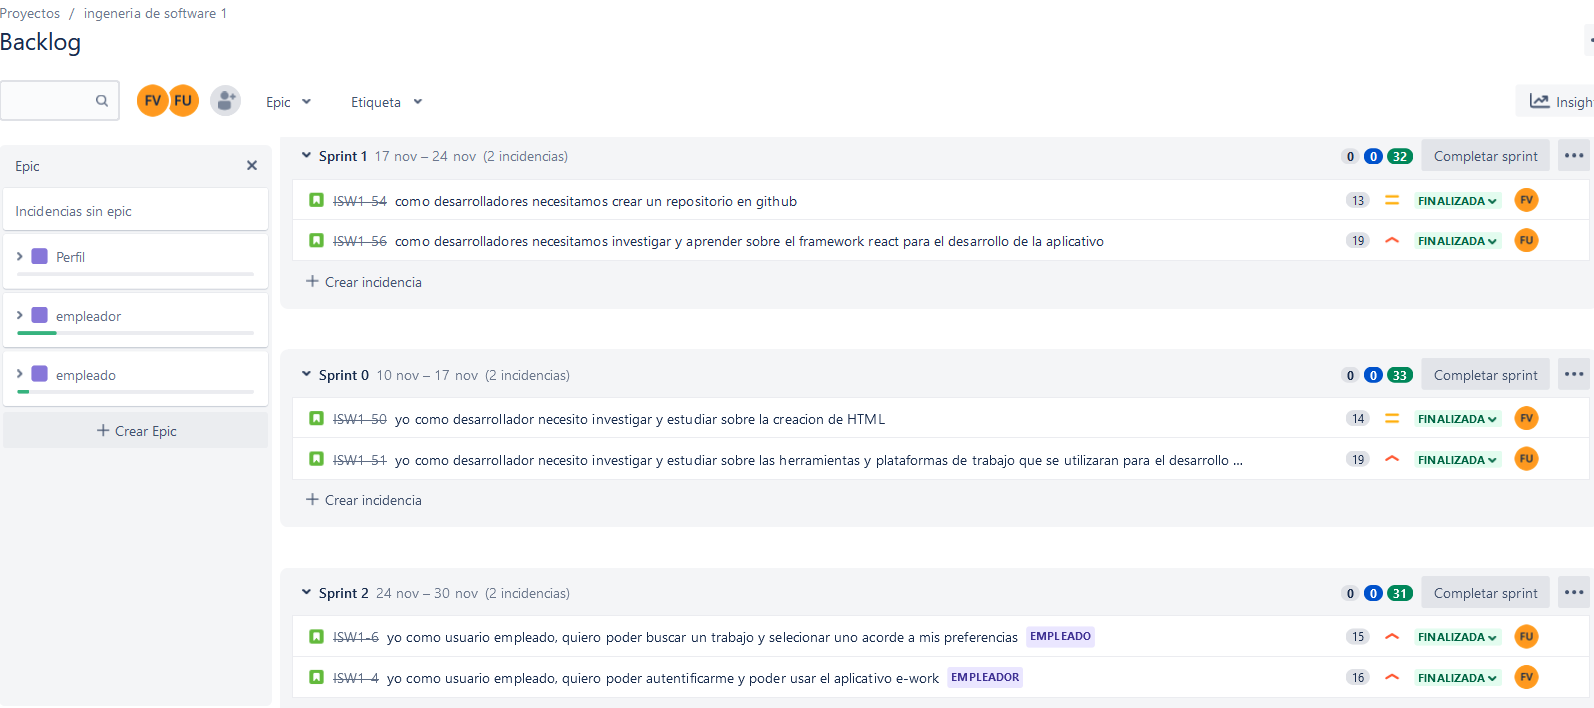 Proyectos / ingeneria de software 1
Backlog
FV FU Epic Etiqueta
Epic
Incidencias sin epic
Perfil
empleador
empleado
+ Crear Epic
Sprint 1 17 nov – 24 nov (2 incidencias) 0 0 32 Completar sprint
ISW1-54 como desarrolladores necesitamos crear un repositorio en github 13 FINALIZADA FV
ISW1-56 como desarrolladores necesitamos investigar y aprender sobre el framework react para el desarrollo de la aplicativo 19 FINALIZADA FU
+ Crear incidencia
Sprint 0 10 nov – 17 nov (2 incidencias) 0 0 33 Completar sprint
ISW1-50 yo como desarrollador necesito investigar y estudiar sobre la creacion de HTML 14 FINALIZADA FV
ISW1-51 yo como desarrollador necesito investigar y estudiar sobre las herramientas y plataformas de trabajo que se utilizaran para el desarrollo ... 19 FINALIZADA FU
+ Crear incidencia
Sprint 2 24 nov – 30 nov (2 incidencias) 0 0 31 Completar sprint
ISW1-6 yo como usuario empleado, quiero poder buscar un trabajo y selecionar uno acorde a mis preferencias EMPLEADO 15 FINALIZADA FU
ISW1-4 yo como usuario empleado, quiero poder autentificarme y poder usar el aplicativo e-work EMPLEADOR 16 FINALIZADA FV